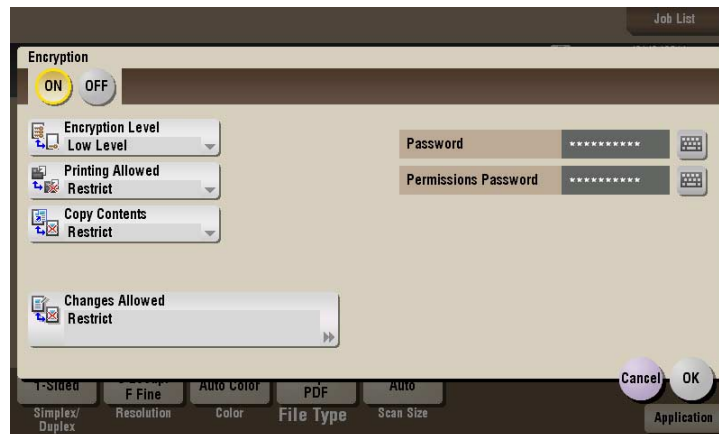 Job List
Encryption
ON OFF
Encryption Level
Low Level
Printing Allowed
Restrict
Copy Contents
Restrict
Changes Allowed
Restrict
Password **********
Permissions Password **********
Cancel OK
1-Sided
F Fine
Auto Color
PDF
Auto
Simplex/
Duplex
Resolution
Color
File Type
Scan Size
Application